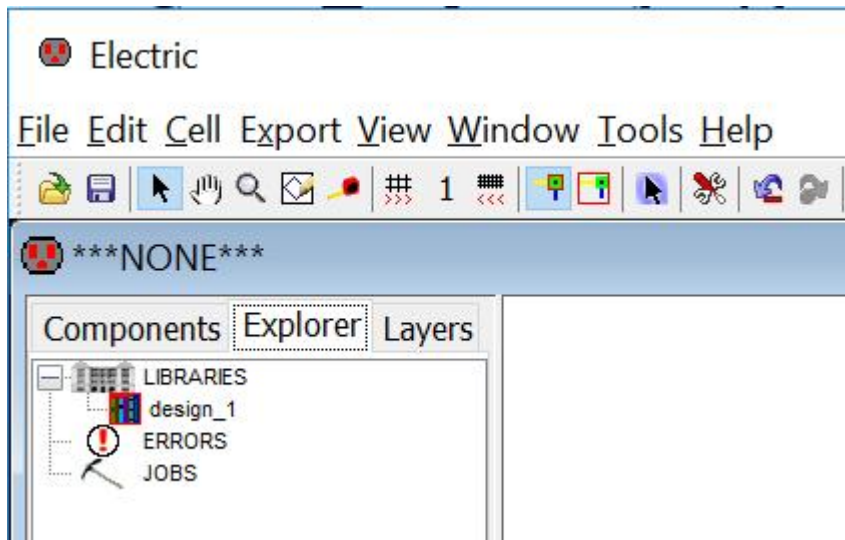 Electric
File Edit Cell Export View Window Tools Help
1
***NONE***
Components Explorer Layers
LIBRARIES
design_1
ERRORS
JOBS